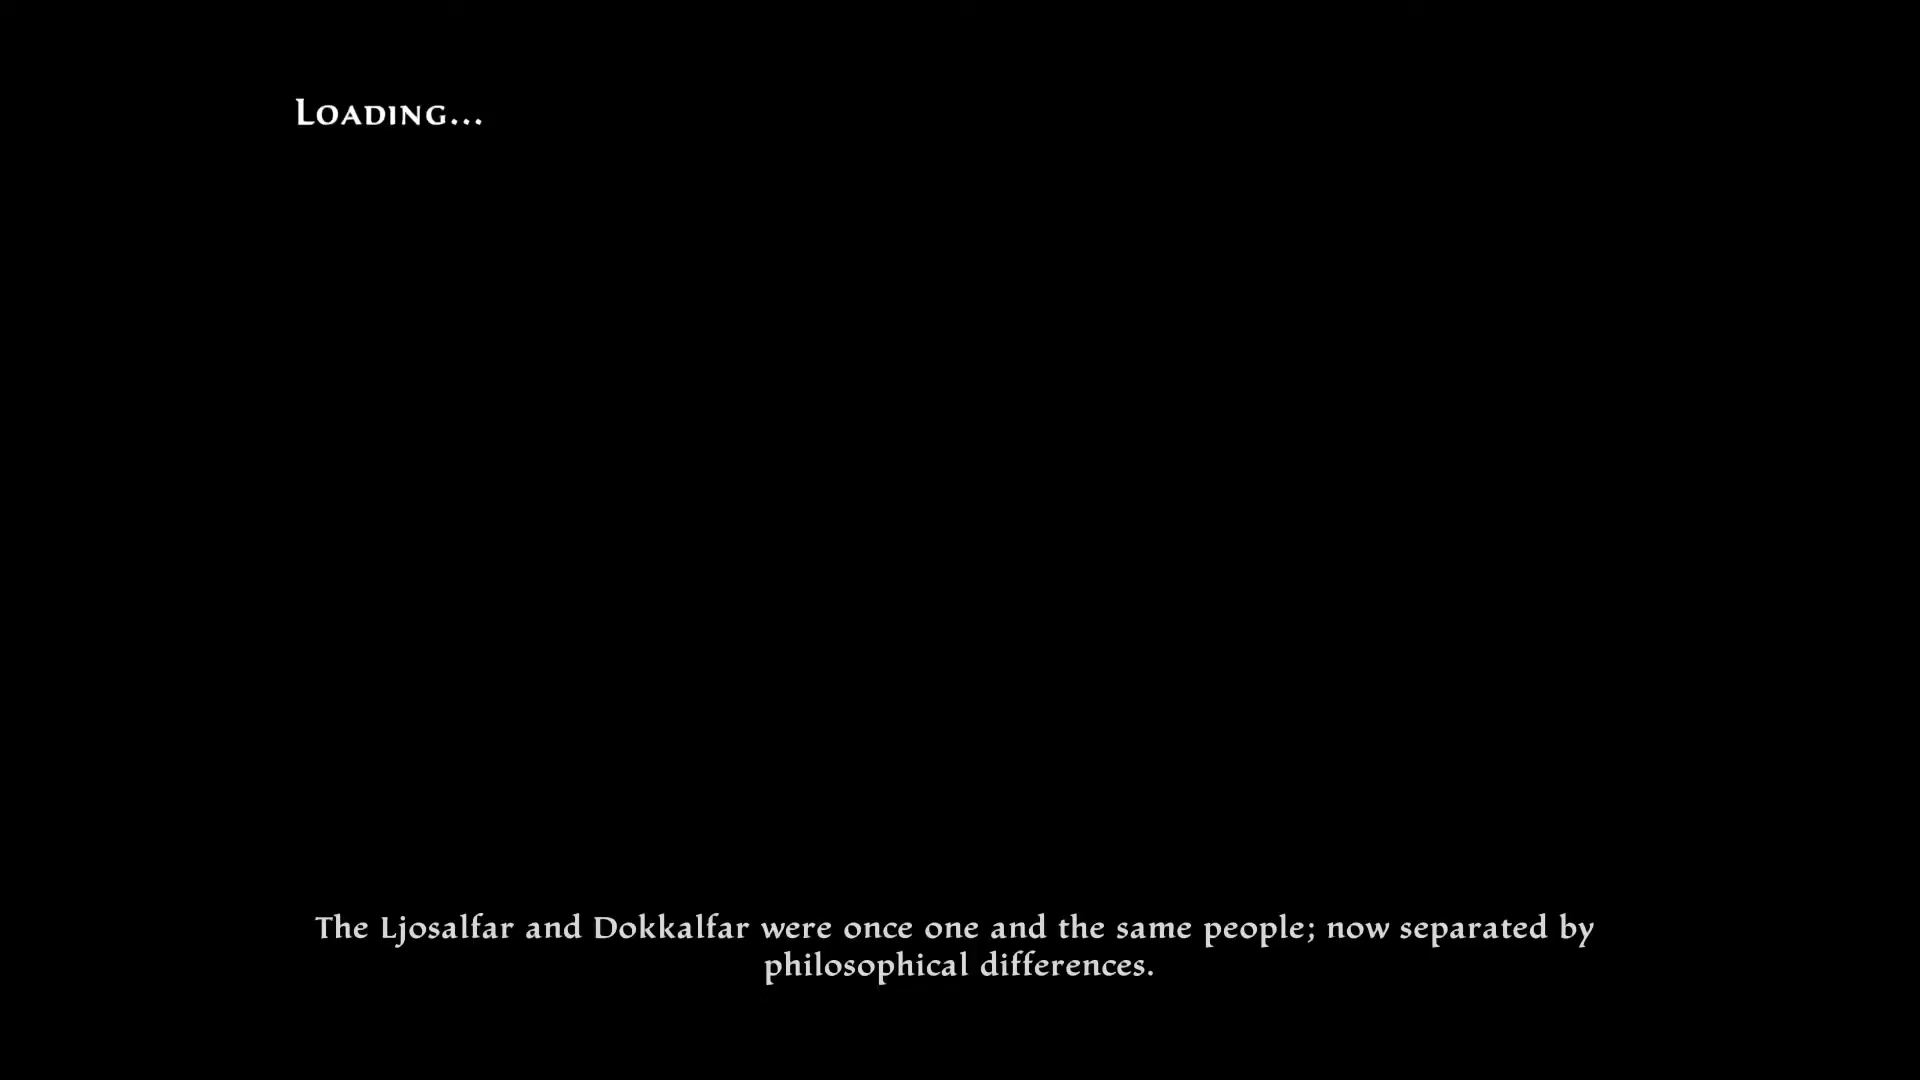 Loading...
The Ljosalfar and Dokkalfar were once one and the same people; now separated by
philosophical differences.